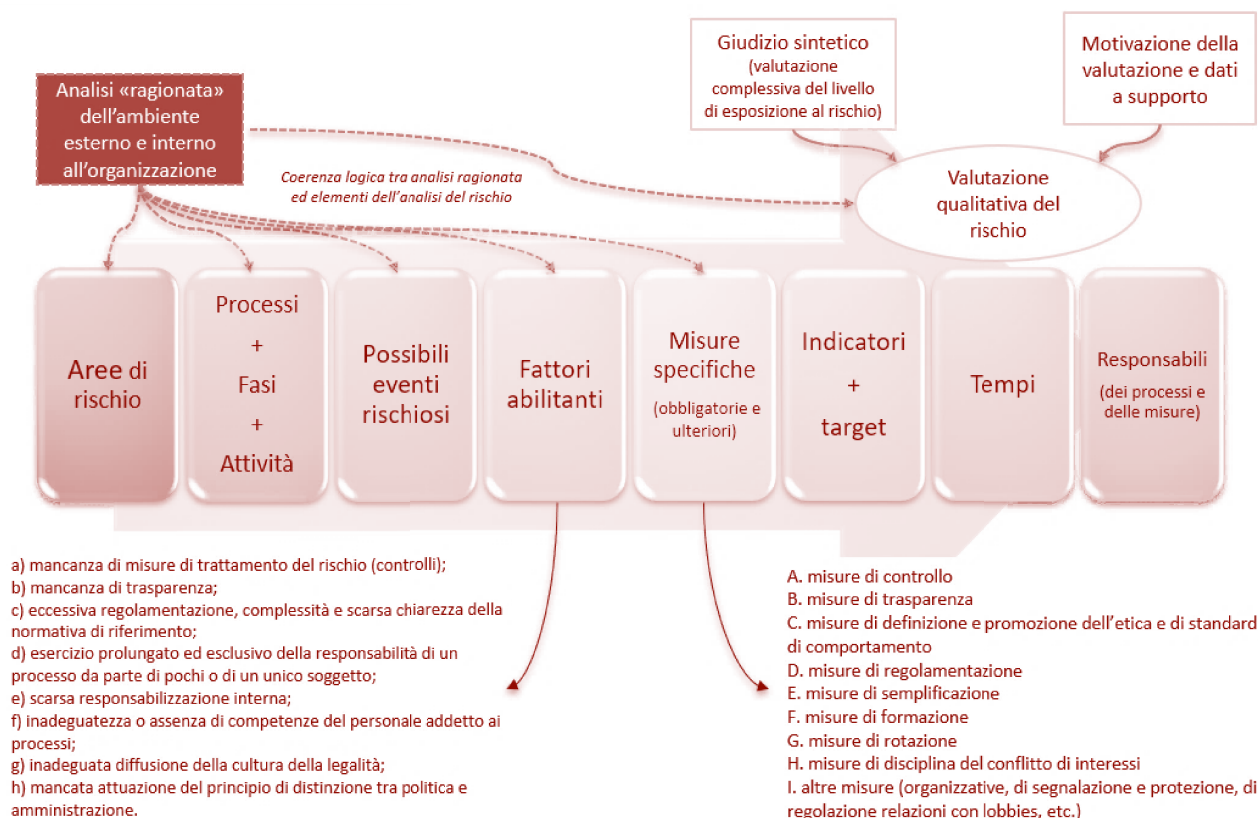 Giudizio sintetico
(valutazione
complessiva del livello
di esposizione al rischio)
Motivazione della
valutazione e dati
a supporto
Analisi «ragionata»
dell'ambiente
esterno e interno
all'organizzazione
Coerenza logica tra analisi ragionata
ed elementi dell'analisi del rischio
Valutazione
qualitativa del
rischio
Aree di
rischio
Processi
+
Fasi
+
Attività
Possibili
eventi
rischiosi
Fattori
abilitanti
Misure
specifiche
(obbligatorie e
ulteriori)
Indicatori
+
target
Tempi
Responsabili
(dei processi e
delle misure)
a) mancanza di misure di trattamento del rischio (controlli);
b) mancanza di trasparenza;
c) eccessiva regolamentazione, complessità e scarsa chiarezza della
normativa di riferimento;
d) esercizio prolungato ed esclusivo della responsabilità di un
processo da parte di pochi o di un unico soggetto;
e) scarsa responsabilizzazione interna;
f) inadeguatezza o assenza di competenze del personale addetto ai
processi;
g) inadeguata diffusione della cultura della legalità;
h) mancata attuazione del principio di distinzione tra politica e
amministrazione.
A. misure di controllo
B. misure di trasparenza
C. misure di definizione e promozione dell'etica e di standard
di comportamento
D. misure di regolamentazione
E. misure di semplificazione
F. misure di formazione
G. misure di rotazione
H. misure di disciplina del conflitto di interessi
I. altre misure (organizzative, di segnalazione e protezione, di
regolazione relazioni con lobbies, etc.)